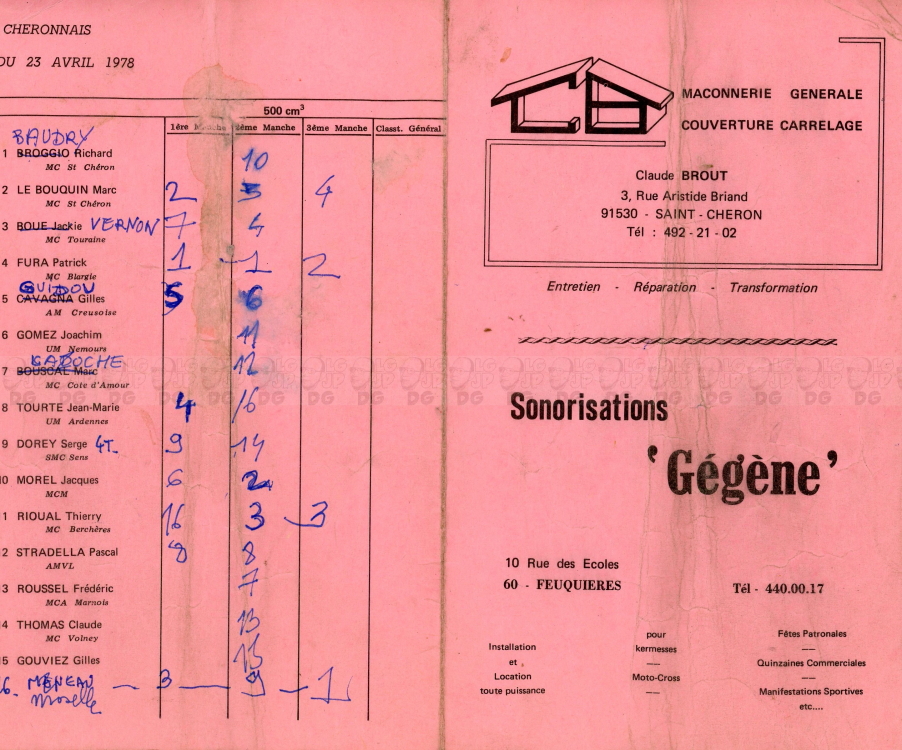 CHERONNAIS
DU 23 AVRIL 1978
500 cm³
1ère Manche 2ème Manche 3ème Manche Classt. Général
BAUDRY
1 BROGGIO Richard 10
MC St Chéron
2 LE BOUQUIN Marc 2 5 4
MC St Chéron
3 ROUE Jackie VERNON 7 4
MC Touraine
4 FURA Patrick 1 1 2
MC Blargie
GUIDOU
5 CAVAGNA Gilles 5 6
AM Creusoise
6 GOMEZ Joachim 11
UM Nemours
CABOCHE
7 BOUSCAL Marc 12
MC Cote d'Amour
8 TOURTE Jean-Marie 4 16
UM Ardennes
9 DOREY Serge 4T. 9 14
SMC Sens
10 MOREL Jacques 6 2
MCM
11 RIOUAL Thierry 16 3 3
MC Berchères
12 STRADELLA Pascal 8 8
AMVL
13 ROUSSEL Frédéric 7
MCA Marnois
14 THOMAS Claude 13
MC Volney
15 GOUVIEZ Gilles 15
16. MENEAU 3 9 1
Moselle
MACONNERIE GENERALE
COUVERTURE CARRELAGE
Claude BROUT
3, Rue Aristide Briand
91530 - SAINT - CHERON
Tél : 492 - 21 - 02
Entretien - Réparation - Transformation
Sonorisations
'Gégène'
10 Rue des Ecoles
60 - FEUQUIERES
Tél - 440.00.17
Installation
et
Location
toute puissance
pour
kermesses
—
Moto-Cross
—
Fêtes Patronales
—
Quinzaines Commerciales
—
Manifestations Sportives
etc....